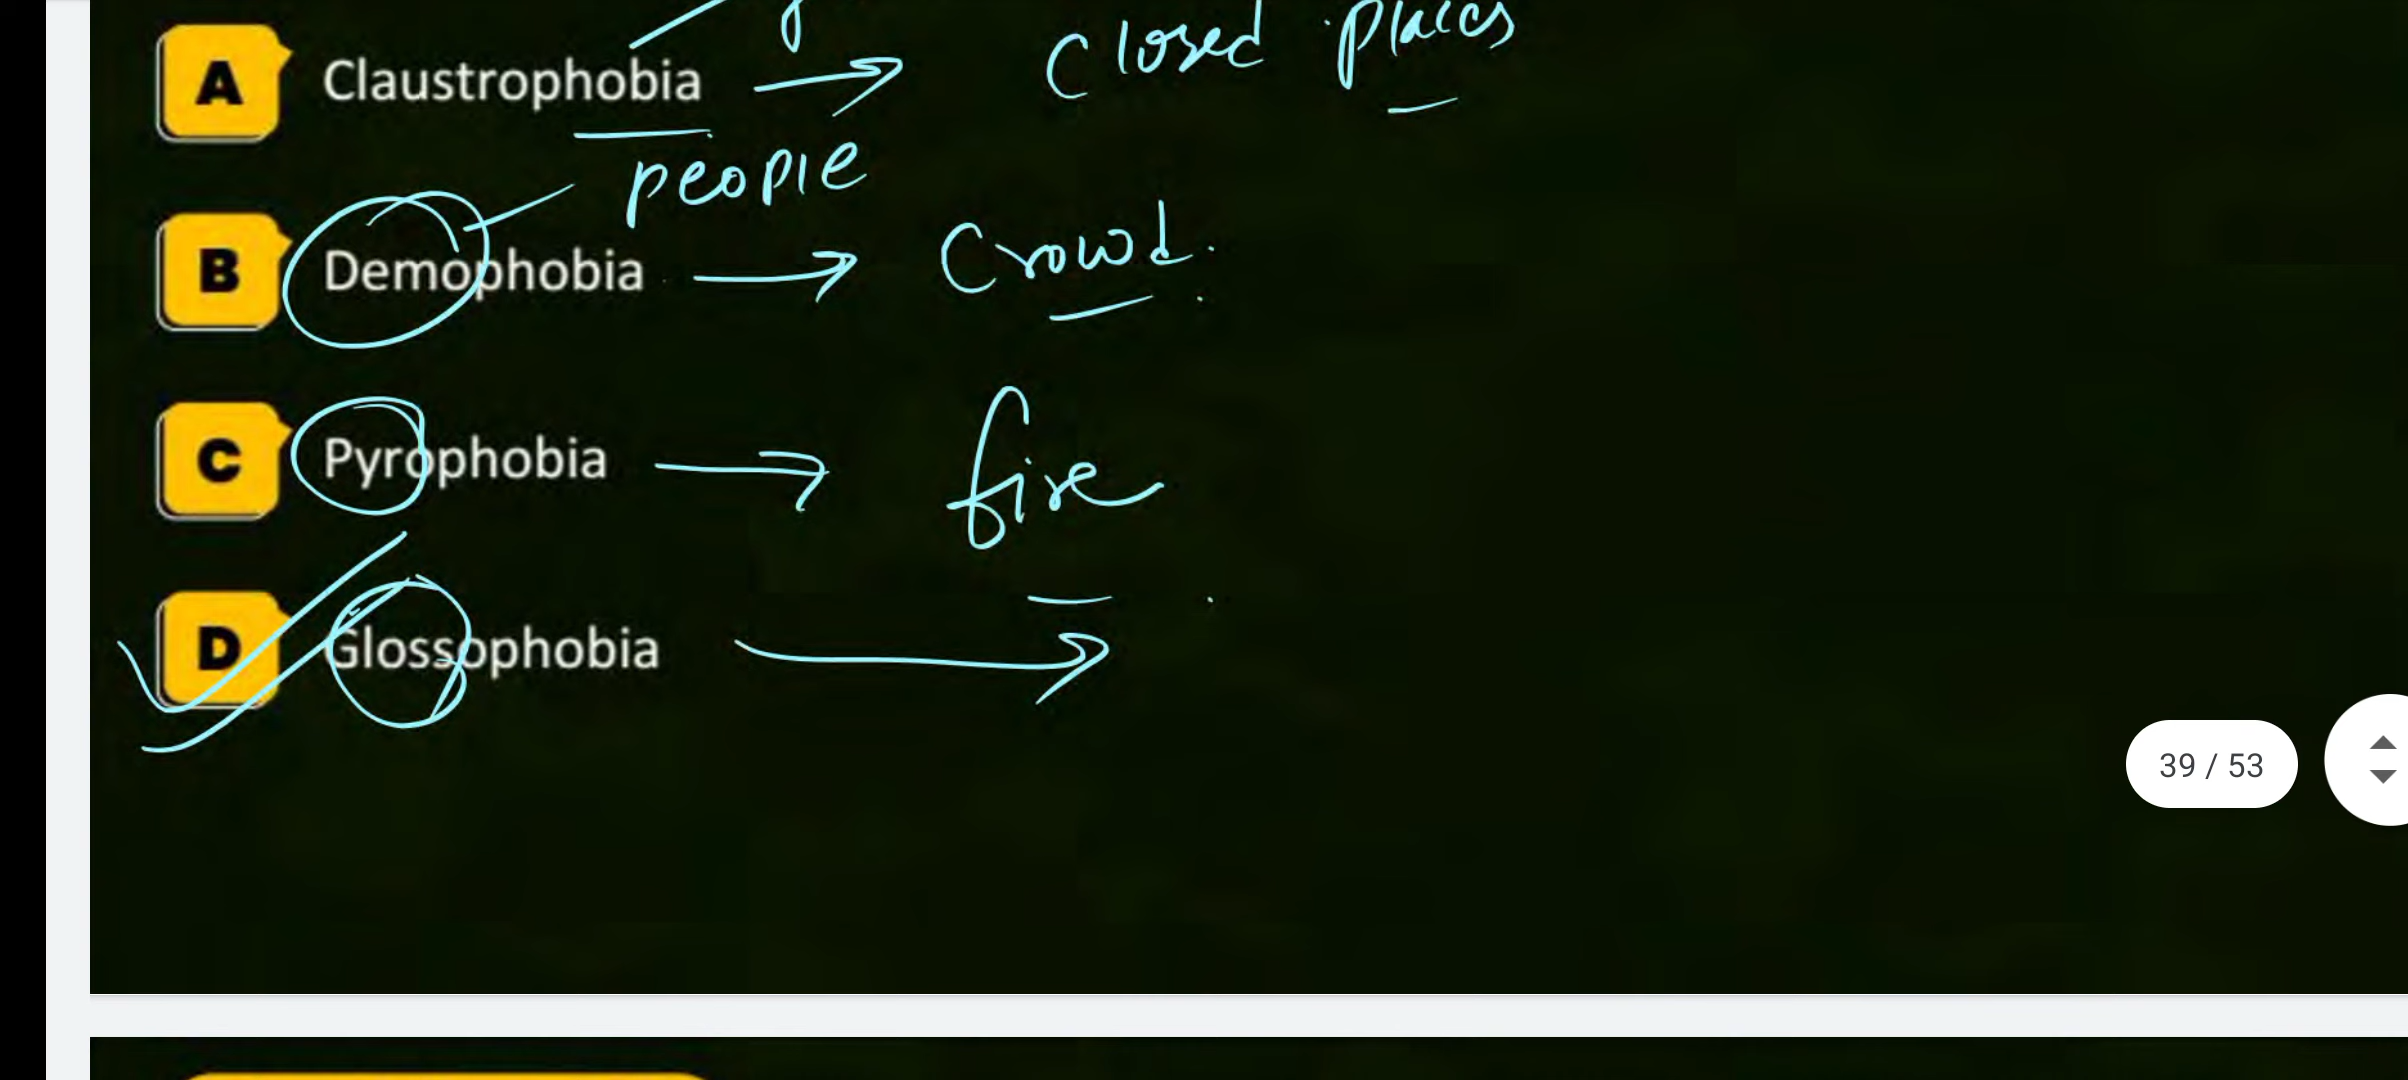 A Claustrophobia → Closed places
people
B Demophobia → Crowd.
C Pyrophobia → fire
D Glossophobia →
39 / 53